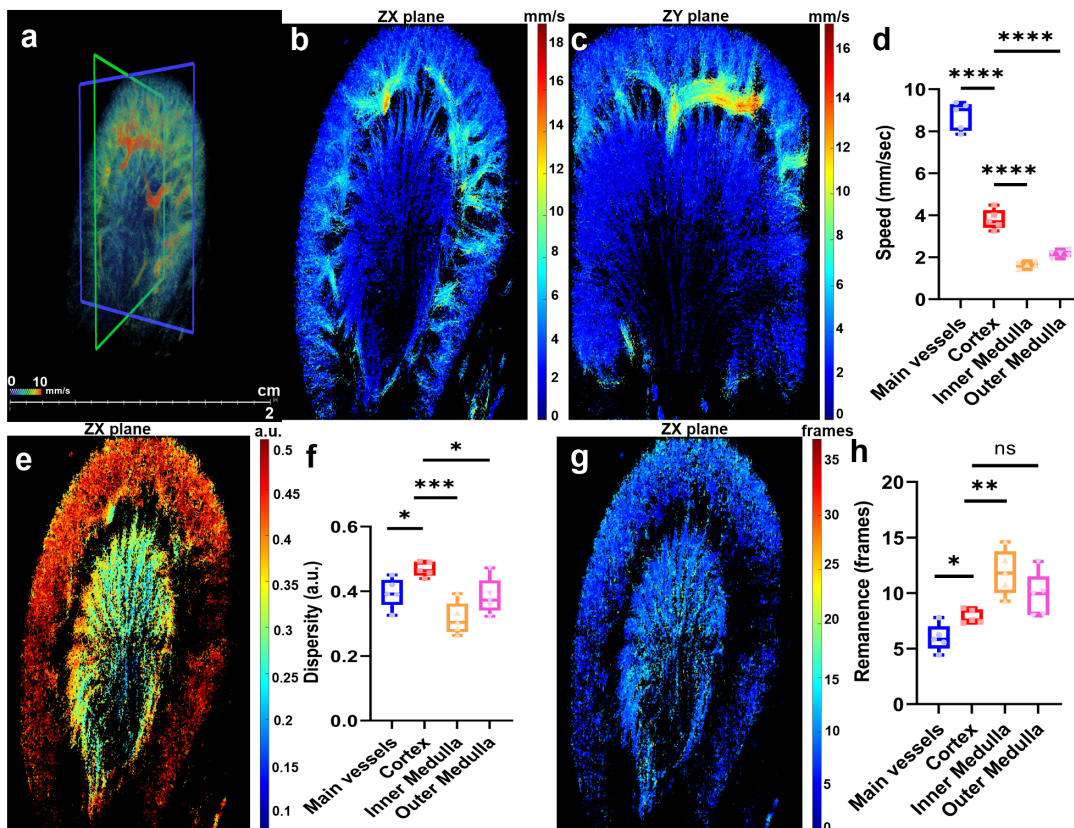 a
0
10
mm/s
cm
2
b
ZX plane
mm/s
18
16
14
12
10
8
6
4
2
0
c
ZY plane
mm/s
16
14
12
10
8
6
4
2
0
d
****
****
****
Speed (mm/sec)
10
8
6
4
2
0
Main vessels
Cortex
Inner Medulla
Outer Medulla
e
ZX plane
a.u.
0.5
0.45
0.4
0.35
0.3
0.25
0.2
0.15
0.1
f
*
***
*
Dispersity (a.u.)
0.6
0.4
0.2
0.0
Main vessels
Cortex
Inner Medulla
Outer Medulla
g
ZX plane
frames
35
30
25
20
15
10
5
0
h
ns
**
*
Remanence (frames)
20
15
10
5
0
Main vessels
Cortex
Inner Medulla
Outer Medulla